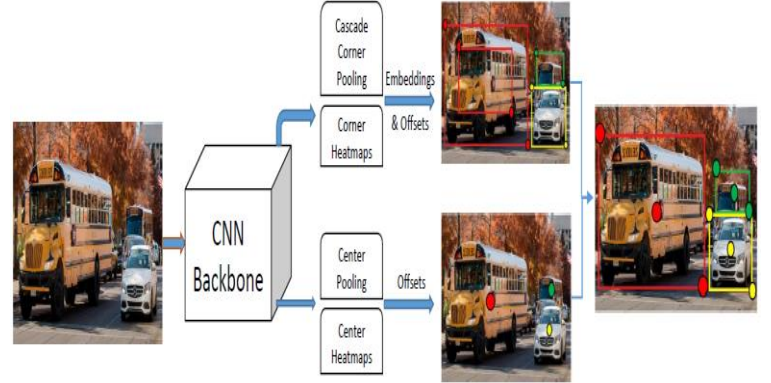 Cascade
Corner
Pooling
Corner
Heatmaps
Embeddings
& Offsets
CNN
Backbone
Center
Pooling
Center
Heatmaps
Offsets